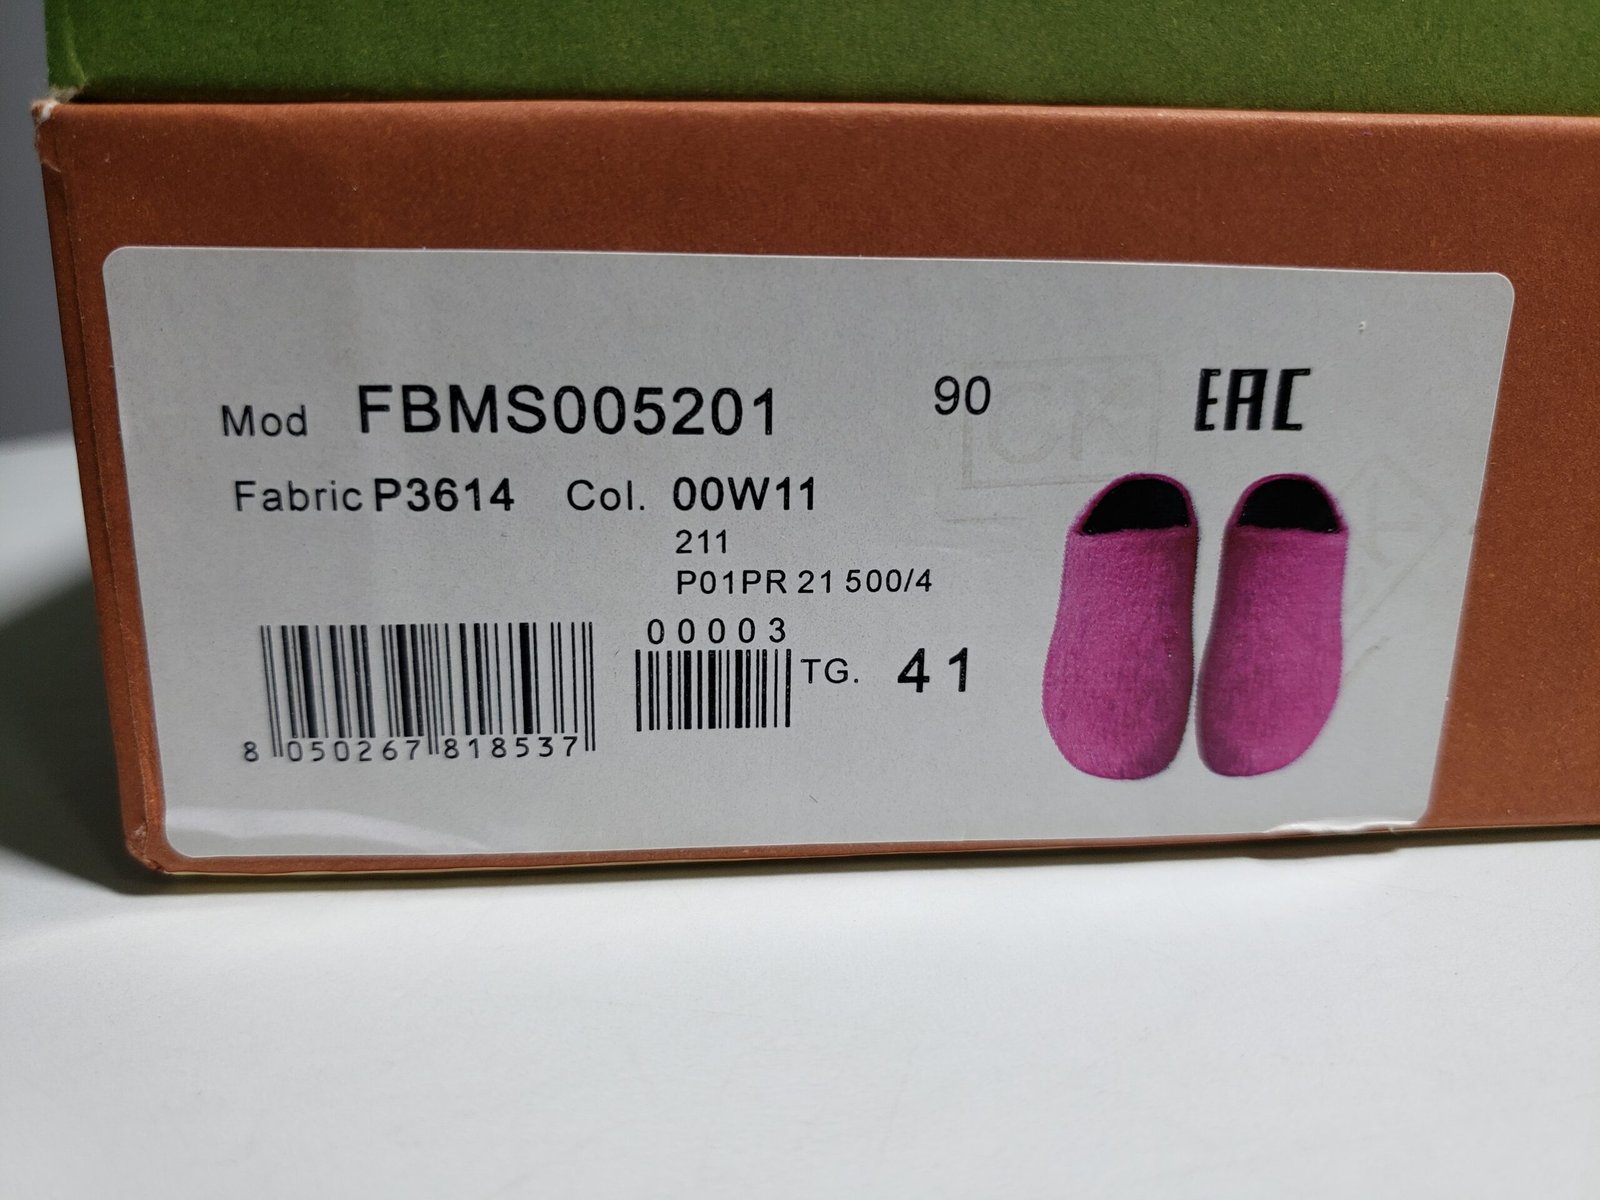 Mod FBMS005201 90 EAC
Fabric P3614 Col. 00W11
211
P01PR 21 500/4
00003
TG. 41
8 050267 818537